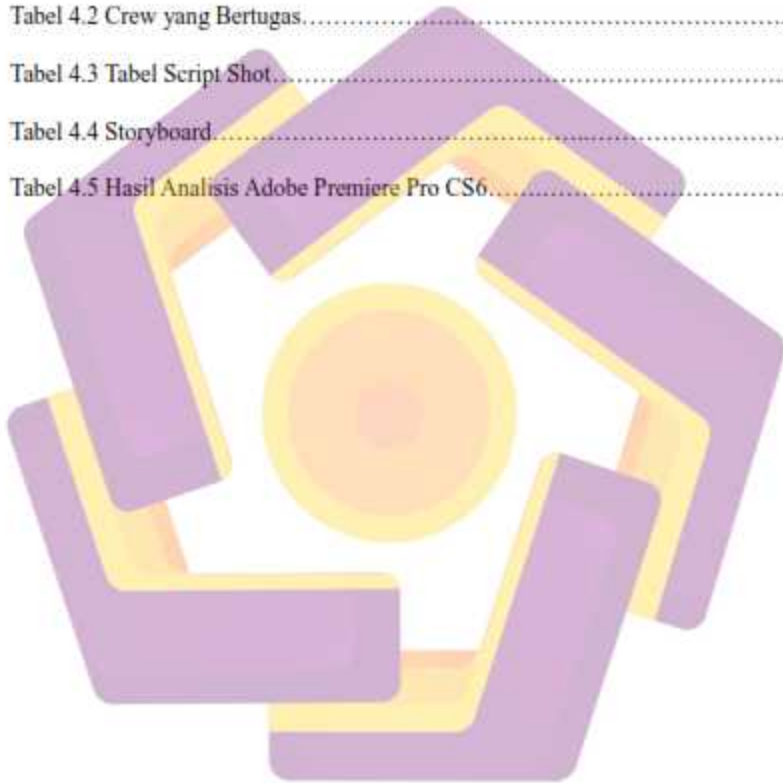 Tabel 4.2 Crew yang Bertugas……………………………………………………
Tabel 4.3 Tabel Script Shot………………………………………………………
Tabel 4.4 Storyboard………………………………………………………………
Tabel 4.5 Hasil Analisis Adobe Premiere Pro CS6………………………………